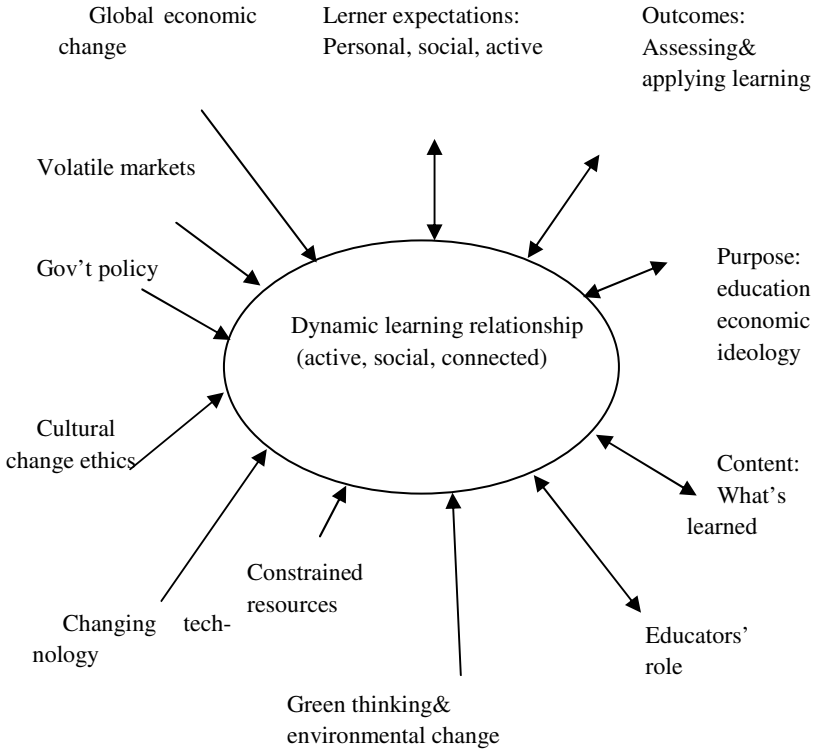 Global economic
change
Lerner expectations:
Personal, social, active
Outcomes:
Assessing&
applying learning
Volatile markets
Gov't policy
Purpose:
education
economic
ideology
Dynamic learning relationship
(active, social, connected)
Cultural
change ethics
Content:
What's
learned
Constrained
resources
Changing tech-
nology
Educators'
role
Green thinking&
environmental change